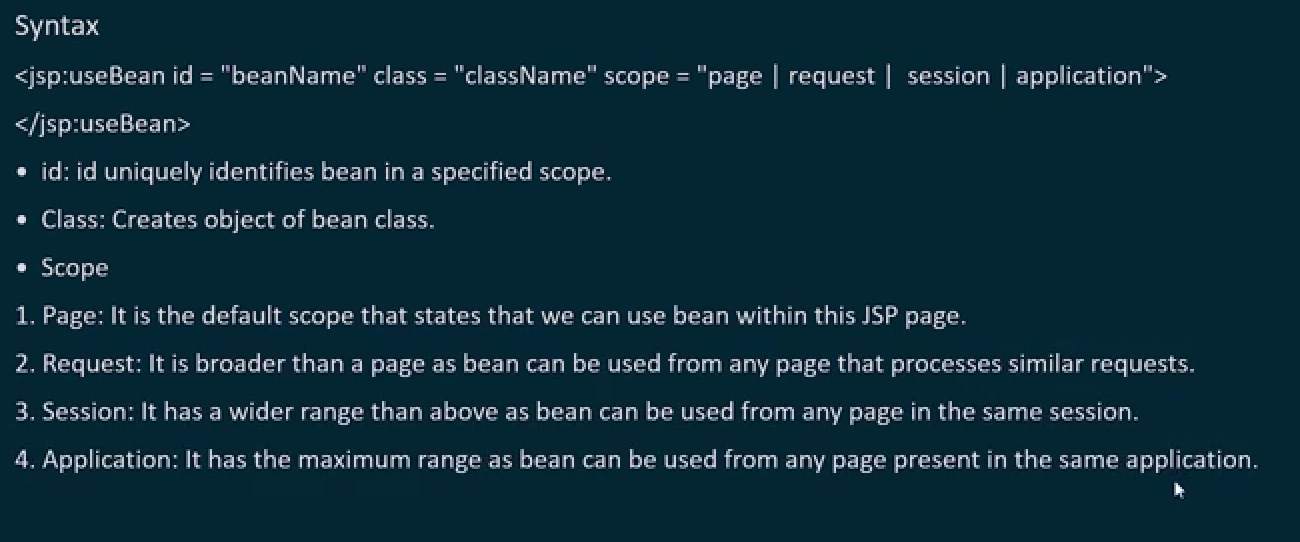 Syntax
<jsp:useBean id = "beanName" class = "className" scope = "page | request |  session | application">
</jsp:useBean>
• id: id uniquely identifies bean in a specified scope.
• Class: Creates object of bean class.
• Scope
1. Page: It is the default scope that states that we can use bean within this JSP page.
2. Request: It is broader than a page as bean can be used from any page that processes similar requests.
3. Session: It has a wider range than above as bean can be used from any page in the same session.
4. Application: It has the maximum range as bean can be used from any page present in the same application.